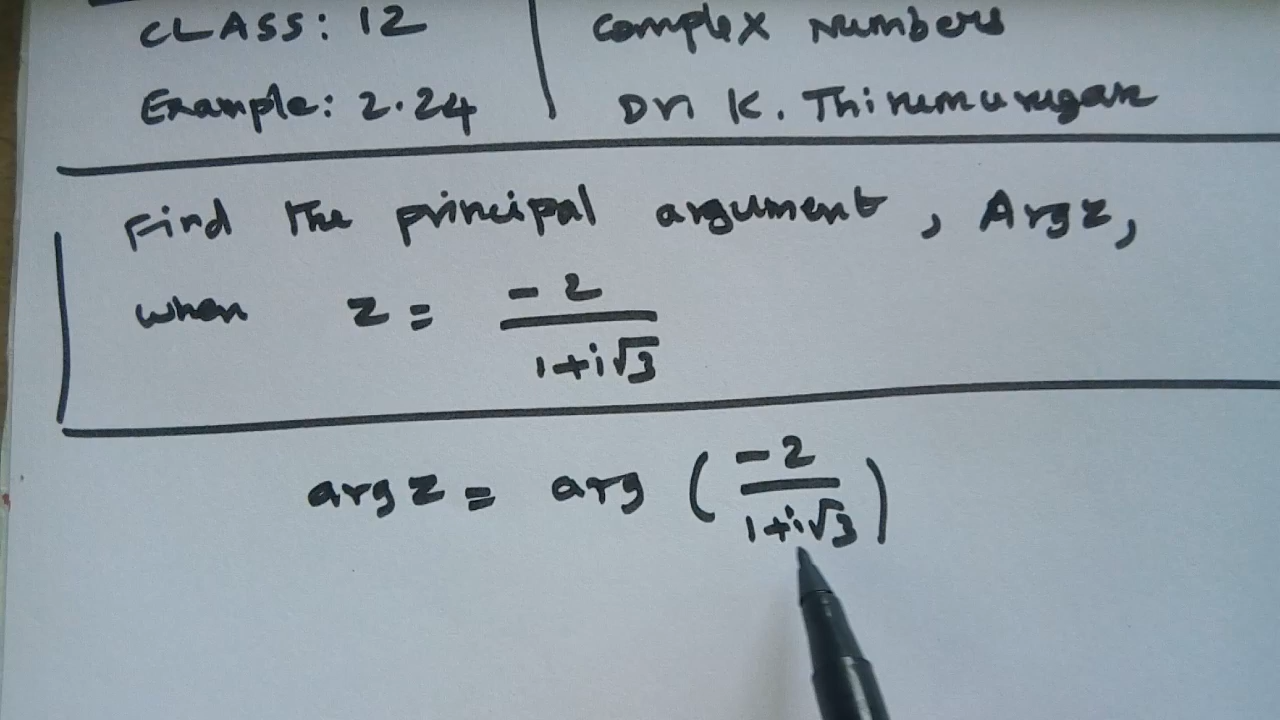 CLASS: 12
Example: 2.24
Complex Numbers
Dr K. Thirumurugan
Find the principal argument, Arg z,
when z = -2 / 1+i√3
arg z = arg (-2 / 1+i√3)